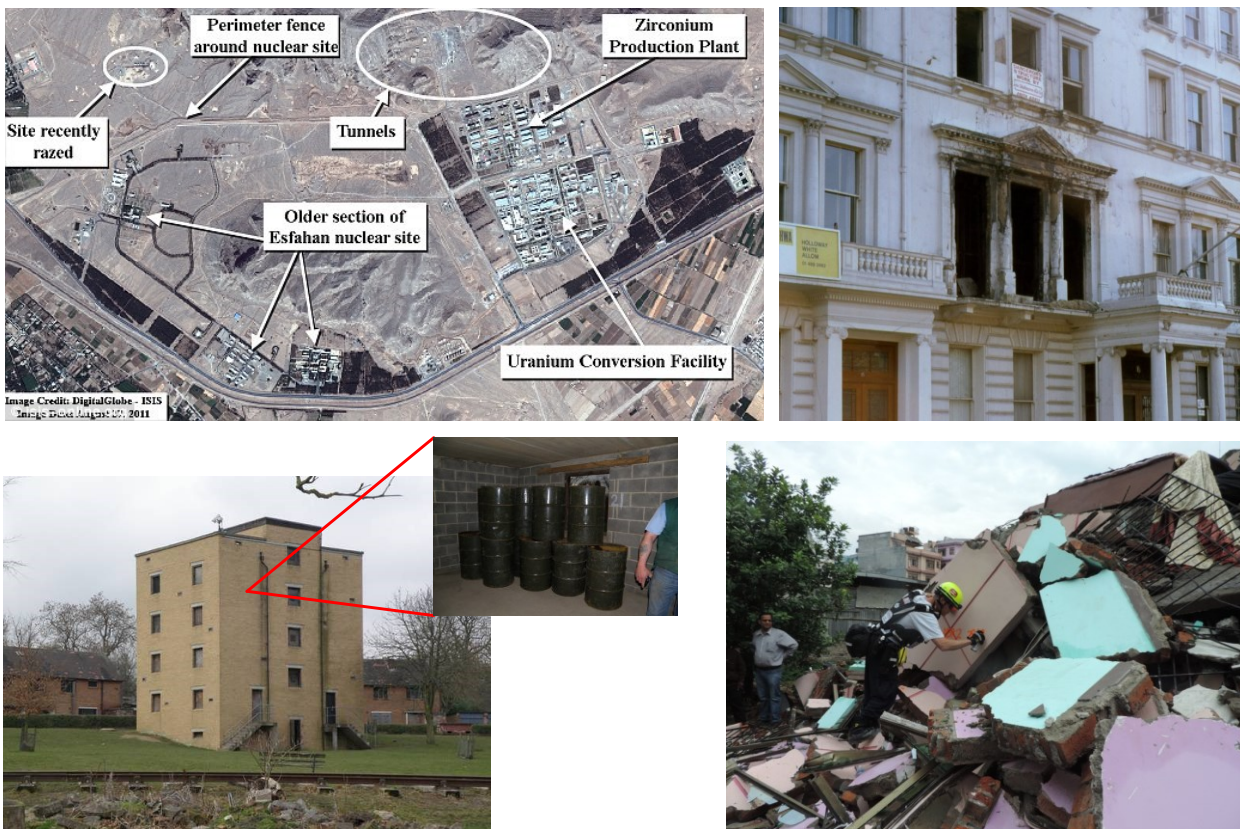 Perimeter fence
around nuclear site
Zirconium
Production Plant
Site recently
razed
Tunnels
Older section of
Esfahan nuclear site
Uranium Conversion Facility
Image Credit: DigitalGlobe - ISIS
2011
HOLLOWAY
WHITE
ALLOM